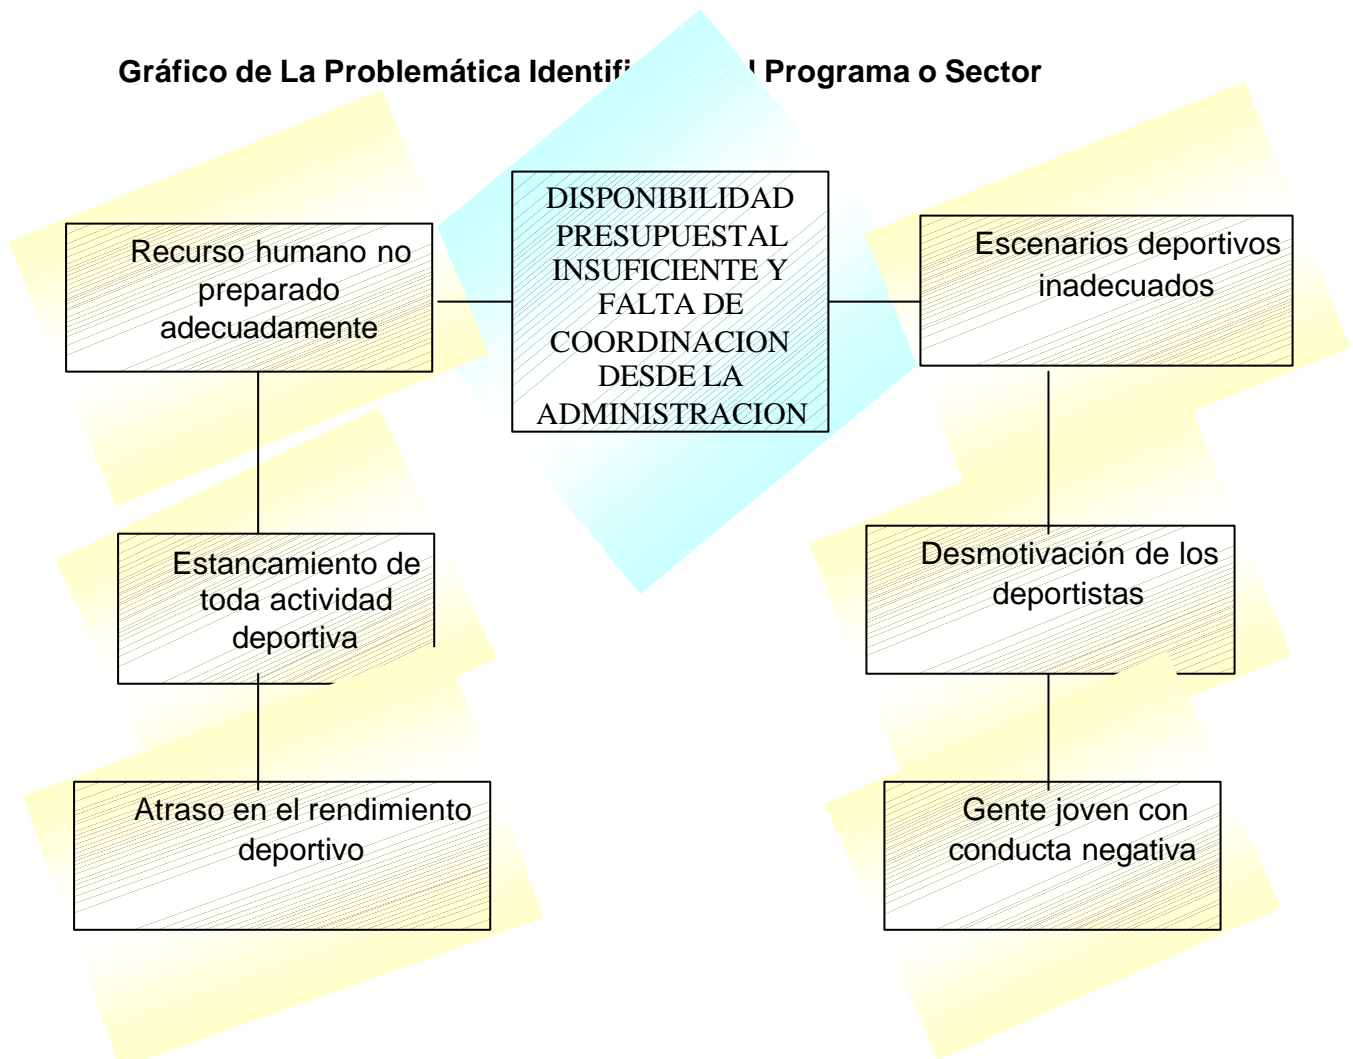 Gráfico de La Problemática Identifi Programa o Sector
DISPONIBILIDAD
PRESUPUESTAL
INSUFICIENTE Y
FALTA DE
COORDINACION
DESDE LA
ADMINISTRACION
Recurso humano no
preparado
adecuadamente
Escenarios deportivos
inadecuados
Estancamiento de
toda actividad
deportiva
Desmotivación de los
deportistas
Atraso en el rendimiento
deportivo
Gente joven con
conducta negativa